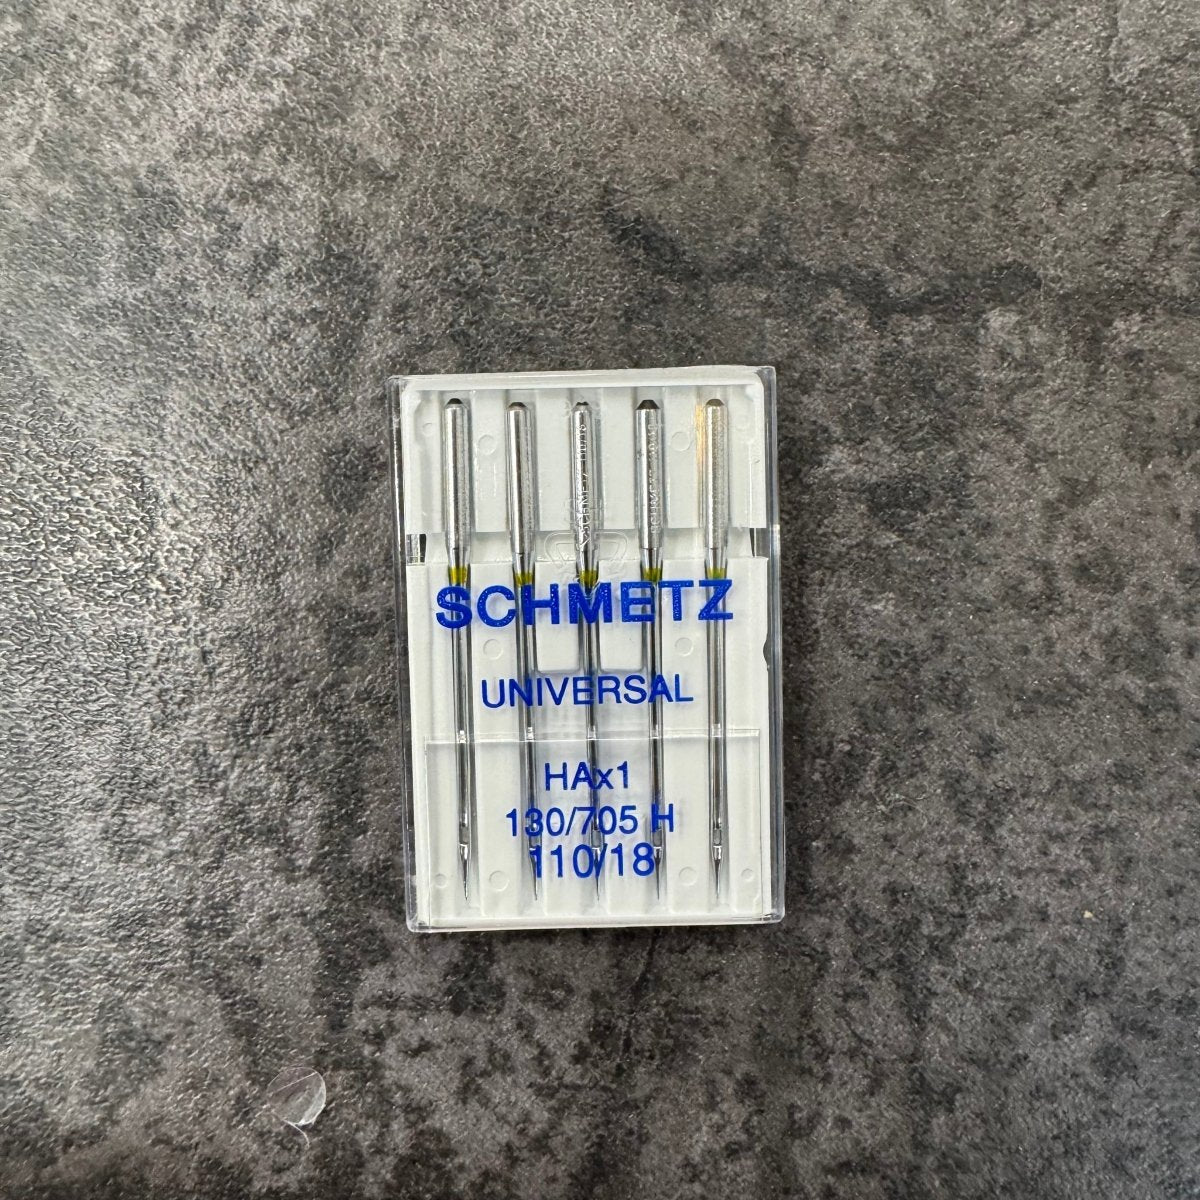 SCHMETZ
UNIVERSAL
HAx1
130/705 H
110/18